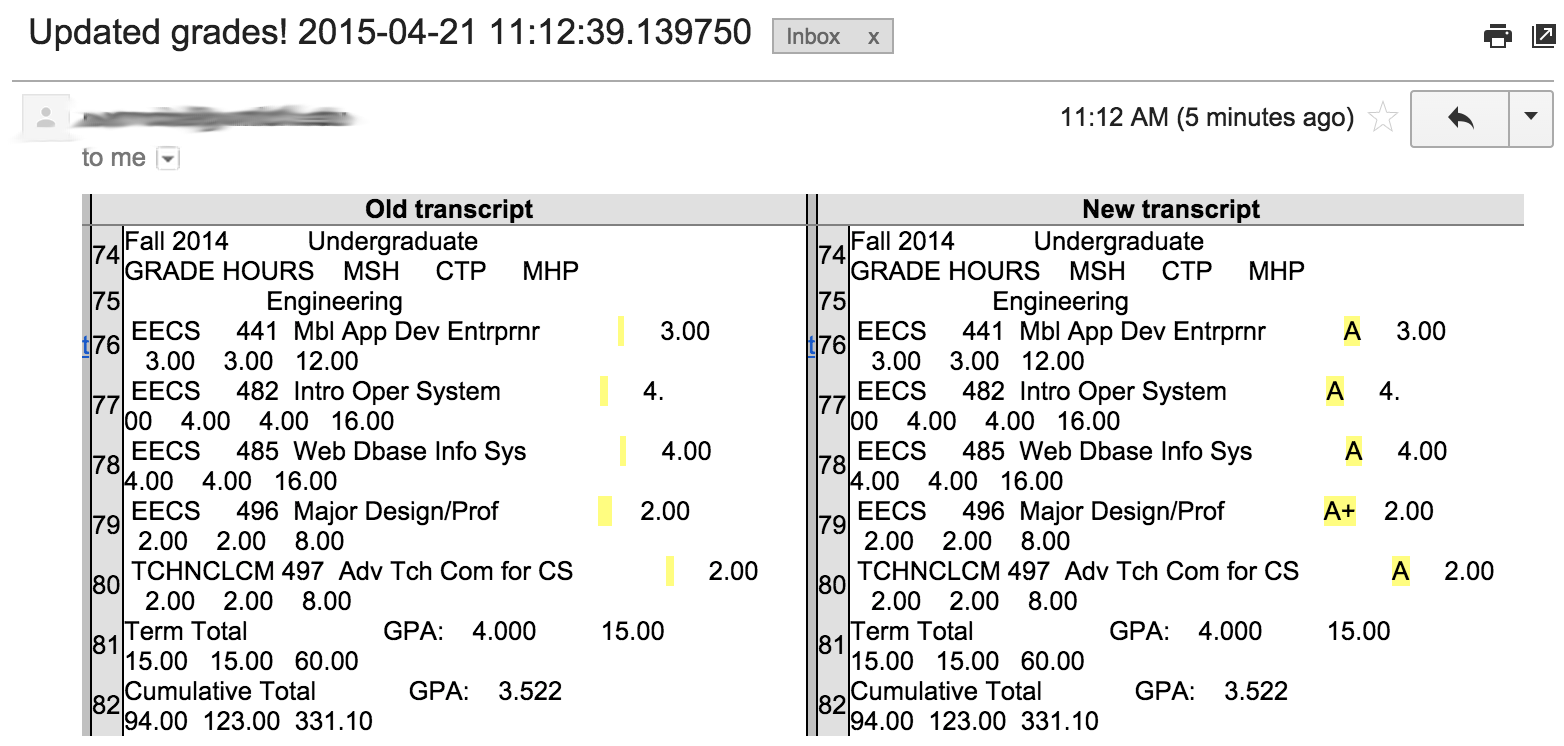 Updated grades! 2015-04-21 11:12:39.139750 Inbox x
11:12 AM (5 minutes ago)
to me
Old transcript New transcript
74 Fall 2014 Undergraduate 74 Fall 2014 Undergraduate
GRADE HOURS MSH CTP MHP GRADE HOURS MSH CTP MHP
75 Engineering 75 Engineering
t 76 EECS 441 Mbl App Dev Entrprnr 3.00 t 76 EECS 441 Mbl App Dev Entrprnr A 3.00
3.00 3.00 12.00 3.00 3.00 12.00
77 EECS 482 Intro Oper System 4. 77 EECS 482 Intro Oper System A 4.
00 4.00 4.00 16.00 00 4.00 4.00 16.00
78 EECS 485 Web Dbase Info Sys 4.00 78 EECS 485 Web Dbase Info Sys A 4.00
4.00 4.00 16.00 4.00 4.00 16.00
79 EECS 496 Major Design/Prof 2.00 79 EECS 496 Major Design/Prof A+ 2.00
2.00 2.00 8.00 2.00 2.00 8.00
80 TCHNCLCM 497 Adv Tch Com for CS 2.00 80 TCHNCLCM 497 Adv Tch Com for CS A 2.00
2.00 2.00 8.00 2.00 2.00 8.00
81 Term Total GPA: 4.000 15.00 81 Term Total GPA: 4.000 15.00
15.00 15.00 60.00 15.00 15.00 60.00
82 Cumulative Total GPA: 3.522 82 Cumulative Total GPA: 3.522
94.00 123.00 331.10 94.00 123.00 331.10